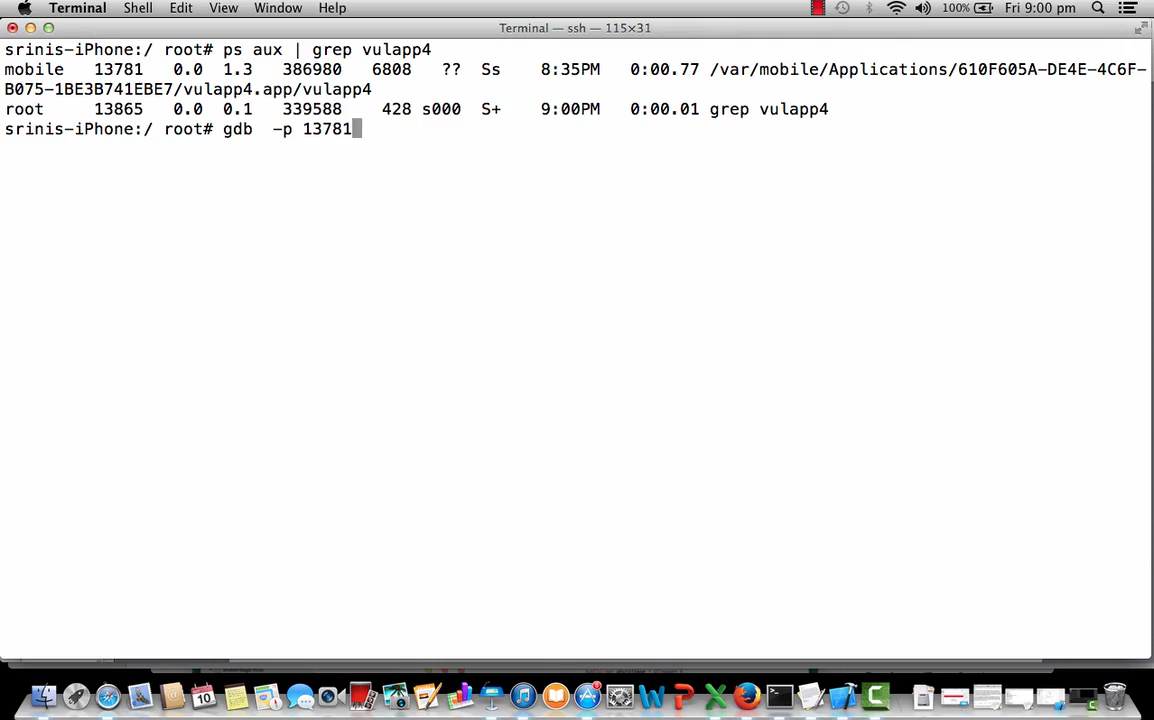 Terminal Shell Edit View Window Help 100% Fri 9:00 pm
Terminal — ssh — 115×31
srinis-iPhone:/ root# ps aux | grep vulapp4
mobile 13781 0.0 1.3 386980 6808 ?? Ss 8:35PM 0:00.77 /var/mobile/Applications/610F605A-DE4E-4C6F-
B075-1BE3B741EBE7/vulapp4.app/vulapp4
root 13865 0.0 0.1 339588 428 s000 S+ 9:00PM 0:00.01 grep vulapp4
srinis-iPhone:/ root# gdb -p 13781